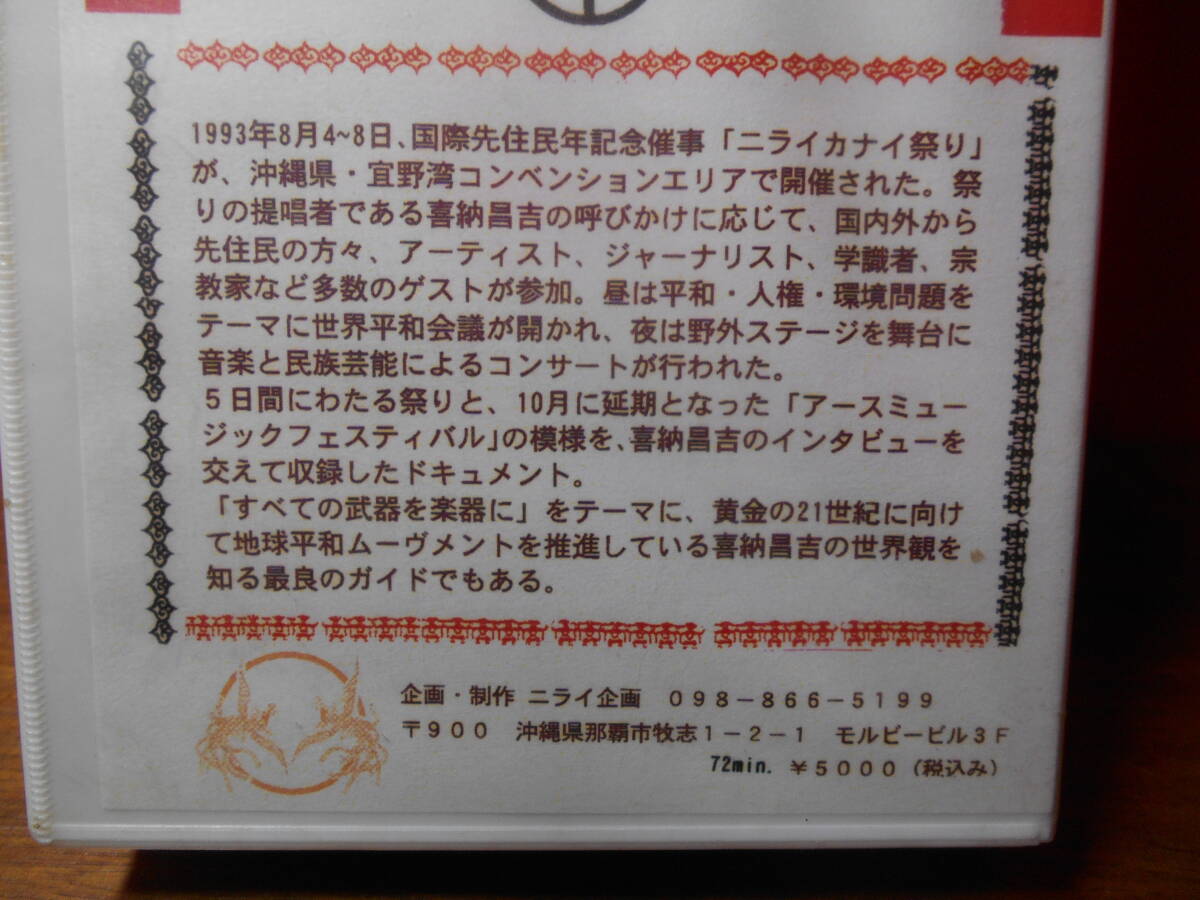 1993年8月4~8日、国際先住民年記念催事「ニライカナイ祭り」
が、沖縄県・宜野湾コンベンションエリアで開催された。祭
りの提唱者である喜納昌吉の呼びかけに応じて、国内外から
先住民の方々、アーティスト、ジャーナリスト、学識者、宗
教家など多数のゲストが参加。昼は平和・人権・環境問題を
テーマに世界平和会議が開かれ、夜は野外ステージを舞台に
音楽と民族芸能によるコンサートが行われた。
5日間にわたる祭りと、10月に延期となった「アースミュー
ジックフェスティバル」の模様を、喜納昌吉のインタビューを
交えて収録したドキュメント。
「すべての武器を楽器に」をテーマに、黄金の21世紀に向け
て地球平和ムーヴメントを推進している喜納昌吉の世界観を
知る最良のガイドでもある。
企画・制作 ニライ企画 098-866-5199
〒900 沖縄県那覇市牧志1-2-1 モルビービル3F
72min. ¥5000(税込み)